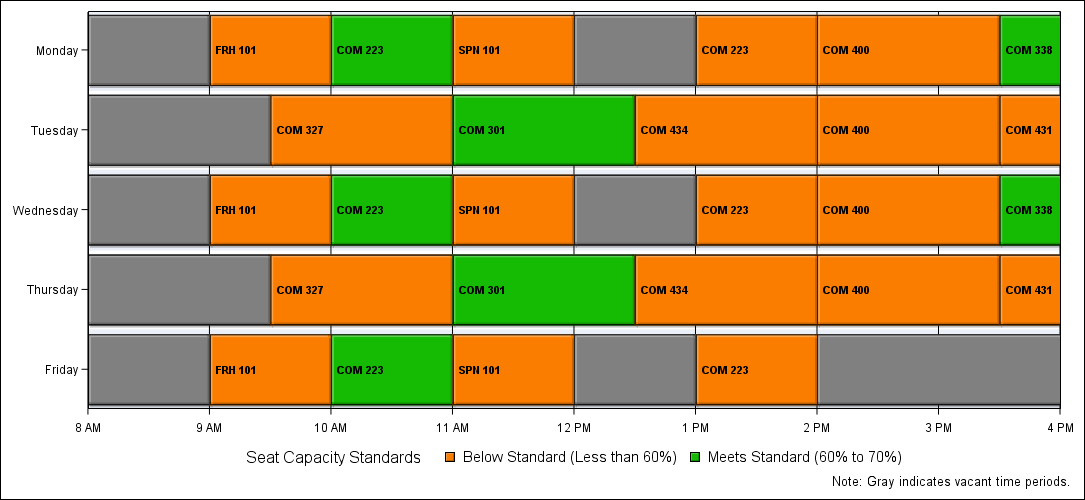 Monday FRH 101 COM 223 SPN 101 COM 223 COM 400 COM 338
Tuesday COM 327 COM 301 COM 434 COM 400 COM 431
Wednesday FRH 101 COM 223 SPN 101 COM 223 COM 400 COM 338
Thursday COM 327 COM 301 COM 434 COM 400 COM 431
Friday FRH 101 COM 223 SPN 101 COM 223
8 AM 9 AM 10 AM 11 AM 12 PM 1 PM 2 PM 3 PM 4 PM
Seat Capacity Standards Below Standard (Less than 60%) Meets Standard (60% to 70%)
Note: Gray indicates vacant time periods.